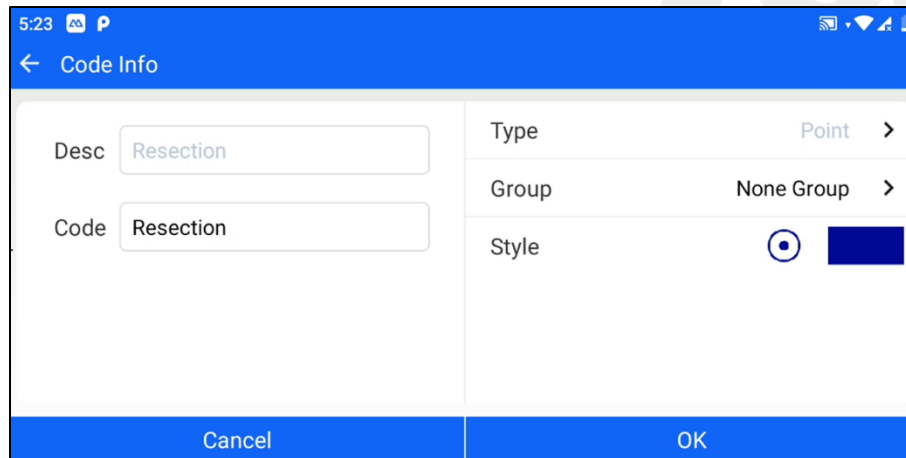 5:23
Code Info
Desc Resection
Code Resection
Type Point
Group None Group
Style
Cancel OK